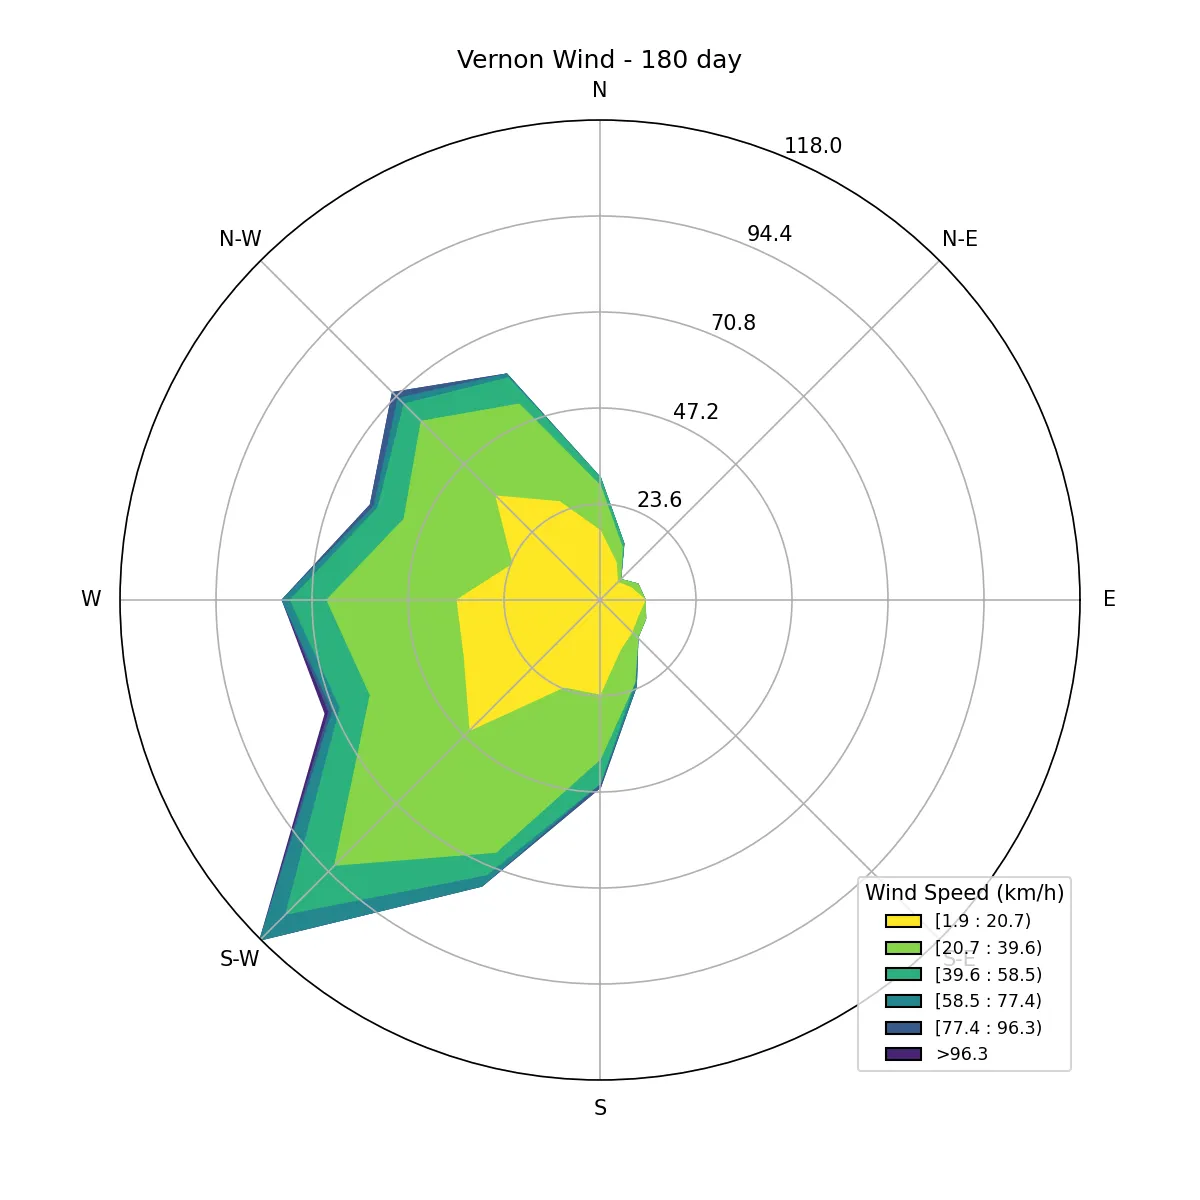 Vernon Wind - 180 day
N
118.0
94.4
N-W
N-E
70.8
47.2
23.6
W
E
Wind Speed (km/h)
[1.9 : 20.7)
[20.7 : 39.6)
S-W
S-E
[39.6 : 58.5)
[58.5 : 77.4)
[77.4 : 96.3)
>96.3
S